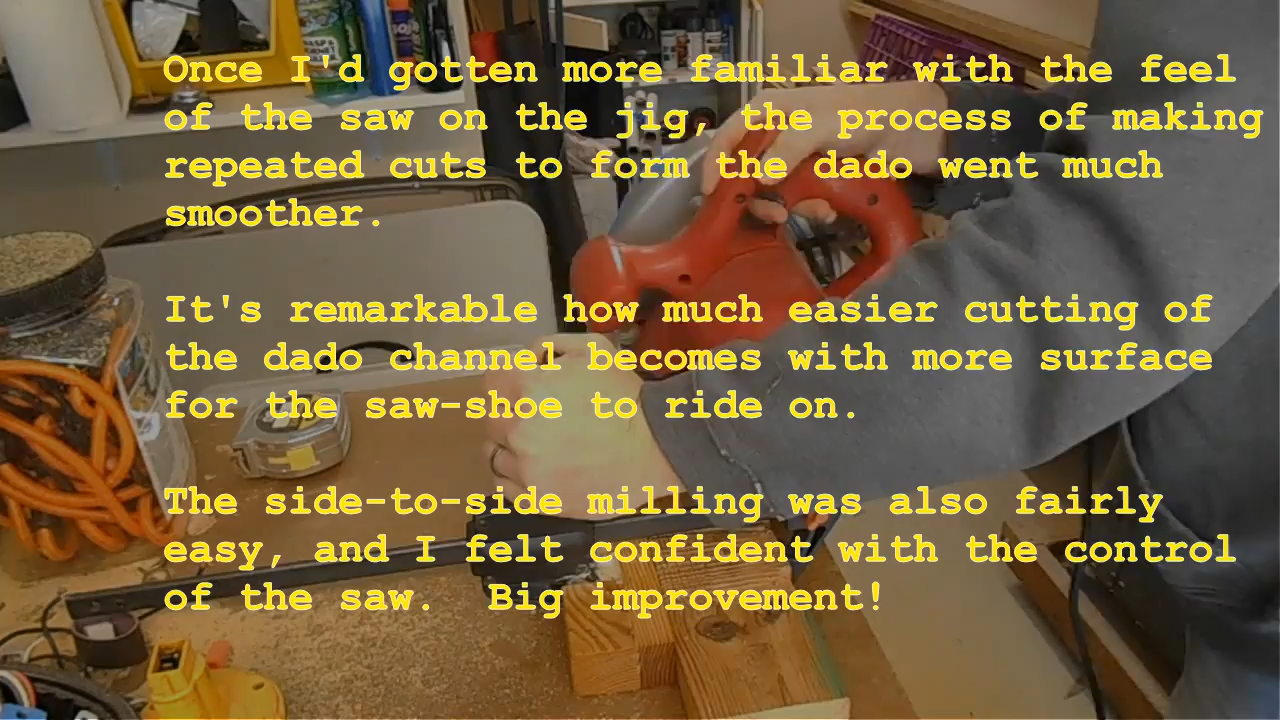 Once I'd gotten more familiar with the feel
of the saw on the jig, the process of making
repeated cuts to form the dado went much
smoother.
It's remarkable how much easier cutting of
the dado channel becomes with more surface
for the saw-shoe to ride on.
The side-to-side milling was also fairly
easy, and I felt confident with the control
of the saw.  Big improvement!